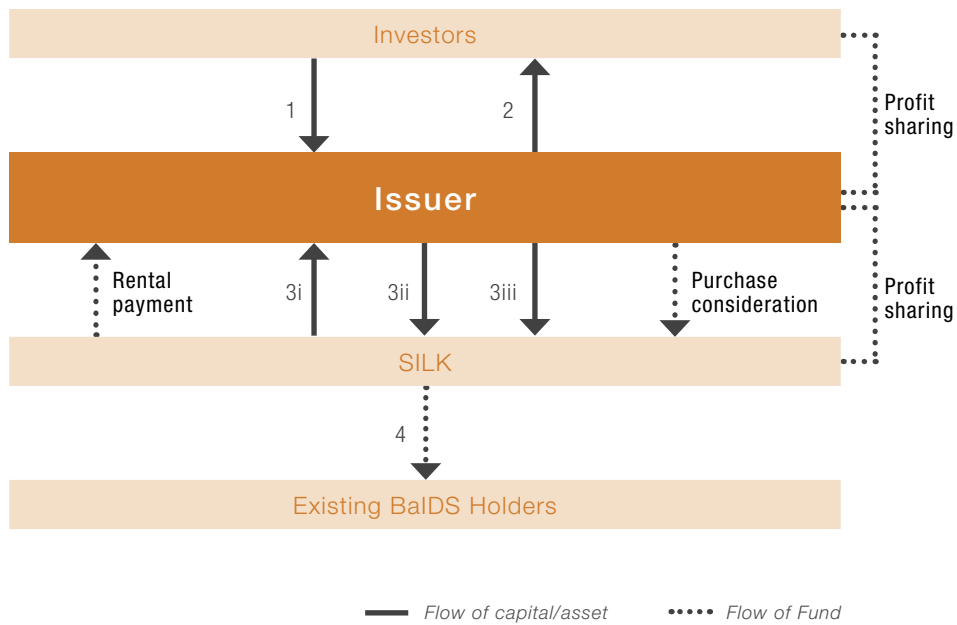 Investors
1
2
Profit
sharing
Issuer
Rental
payment
3i
3ii
3iii
Purchase
consideration
Profit
sharing
SILK
4
Existing BaIDS Holders
Flow of capital/asset
Flow of Fund